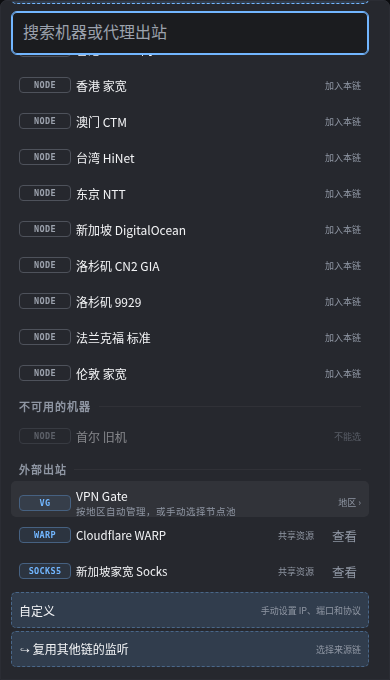 搜索机器或代理出站
NODE 香港 家宽 加入本链
NODE 澳门 CTM 加入本链
NODE 台湾 HiNet 加入本链
NODE 东京 NTT 加入本链
NODE 新加坡 DigitalOcean 加入本链
NODE 洛杉矶 CN2 GIA 加入本链
NODE 洛杉矶 9929 加入本链
NODE 法兰克福 标准 加入本链
NODE 伦敦 家宽 加入本链
不可用的机器
NODE 首尔 旧机 不能选
外部出站
VG VPN Gate 地区 ›
按地区自动管理，或手动选择节点池
WARP Cloudflare WARP 共享资源 查看
SOCKS5 新加坡家宽 Socks 共享资源 查看
自定义 手动设置 IP、端口和协议
↪ 复用其他链的监听 选择来源链